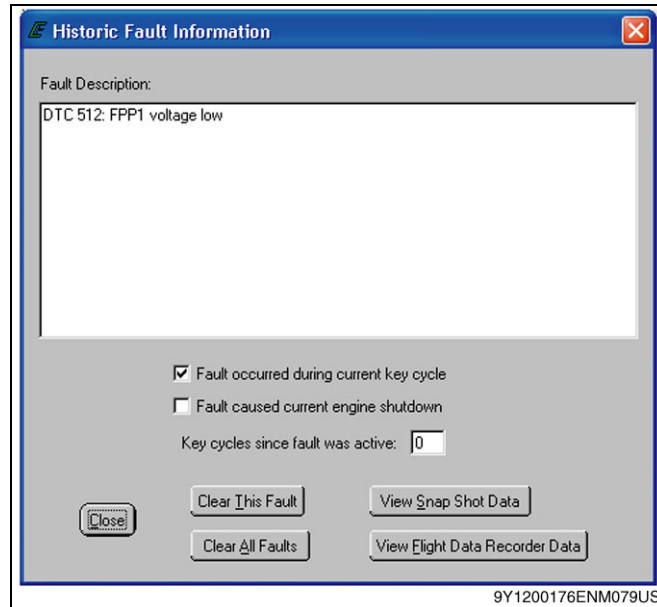 Historic Fault Information
Fault Description:
DTC 512: FPP1 voltage low
Fault occurred during current key cycle
Fault caused current engine shutdown
Key cycles since fault was active: 0
Clear This Fault View Snap Shot Data
Close
Clear All Faults View Flight Data Recorder Data
9Y1200176ENM079US